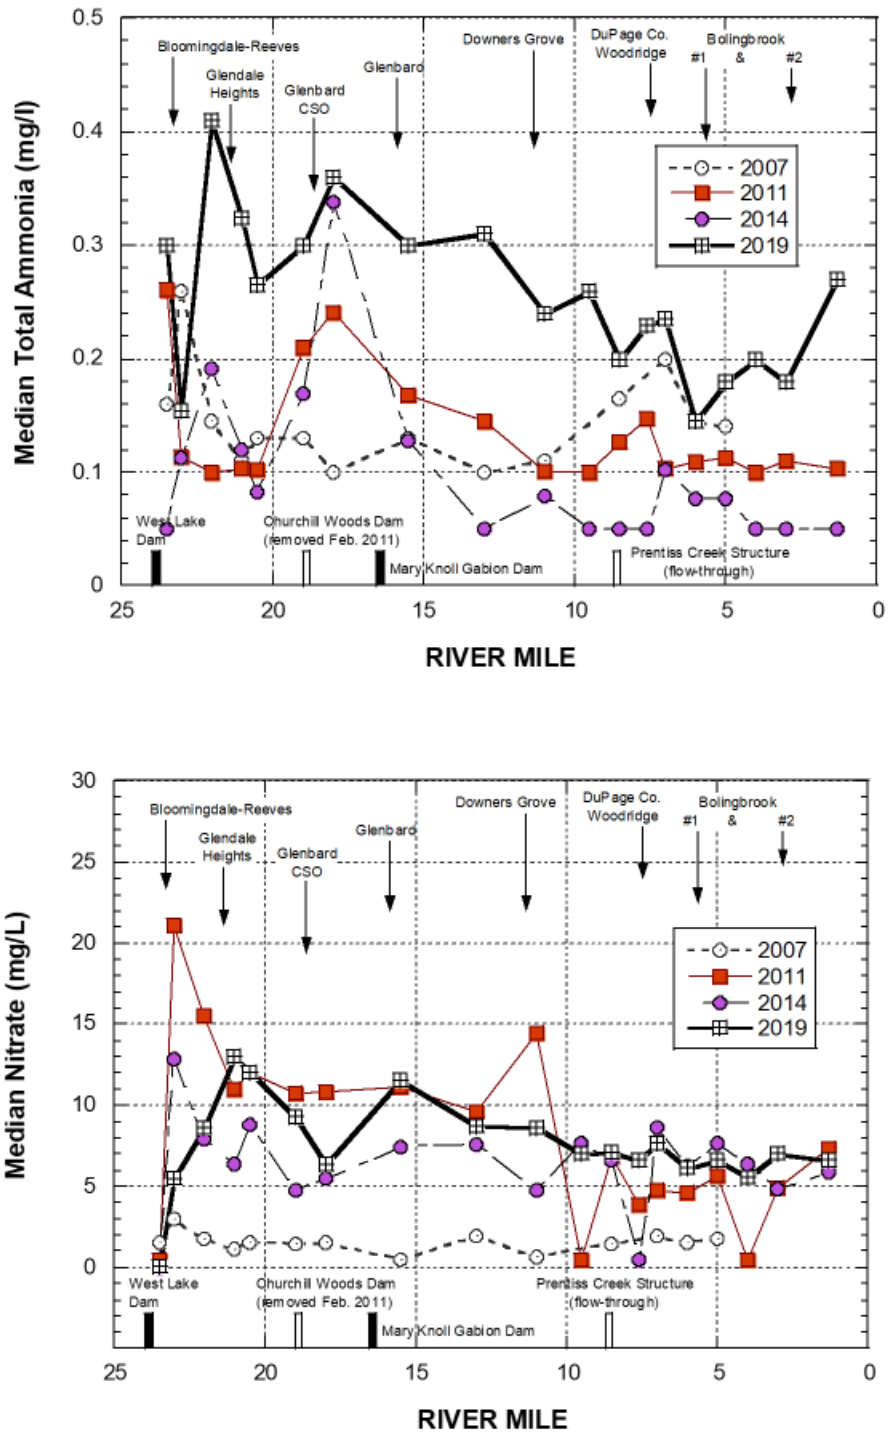 0.5
0.4
0.3
0.2
0.1
0
Median Total Ammonia (mg/l)
Bloomingdale-Reeves
Glendale
Heights
Glenbard
CSO
Glenbard
Downers Grove
DuPage Co.
Woodridge
Bolingbrook
#1 & #2
2007
2011
2014
2019
West Lake
Dam
Churchill Woods Dam
(removed Feb. 2011)
Mary Knoll Gabion Dam
Prentiss Creek Structure
(flow-through)
25 20 15 10 5 0
RIVER MILE
30
25
20
15
10
5
0
Median Nitrate (mg/L)
Bloomingdale-Reeves
Glendale
Heights
Glenbard
CSO
Glenbard
Downers Grove
DuPage Co.
Woodridge
Bolingbrook
#1 & #2
2007
2011
2014
2019
West Lake
Dam
Churchill Woods Dam
(removed Feb. 2011)
Mary Knoll Gabion Dam
Prentiss Creek Structure
(flow-through)
25 20 15 10 5 0
RIVER MILE